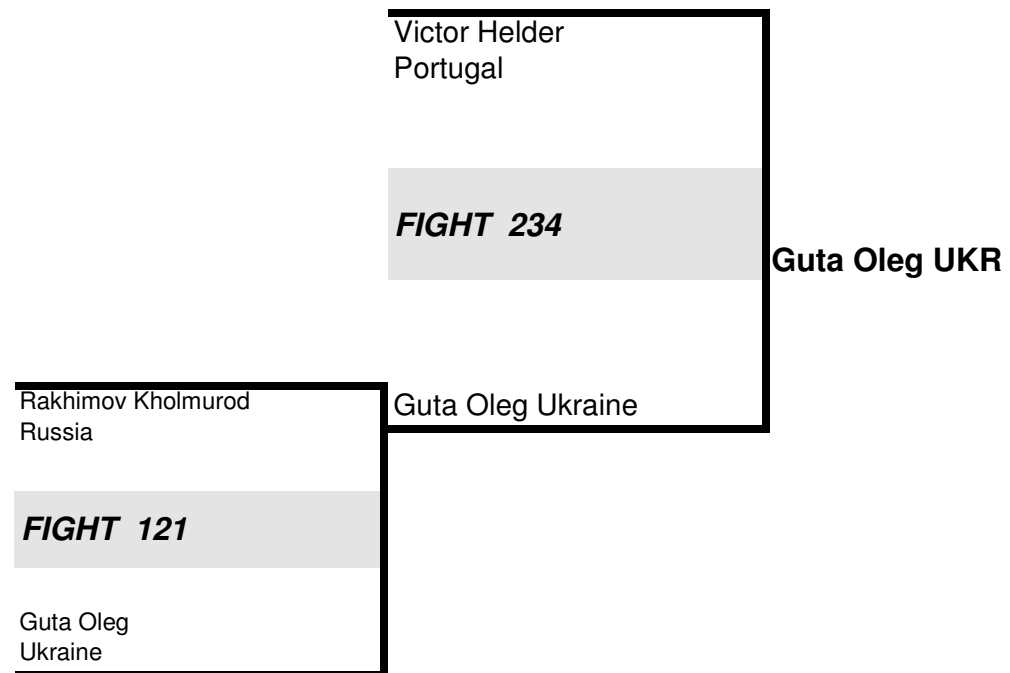 Victor Helder
Portugal
FIGHT 234
Guta Oleg UKR
Rakhimov Kholmurod
Russia
Guta Oleg Ukraine
FIGHT 121
Guta Oleg
Ukraine